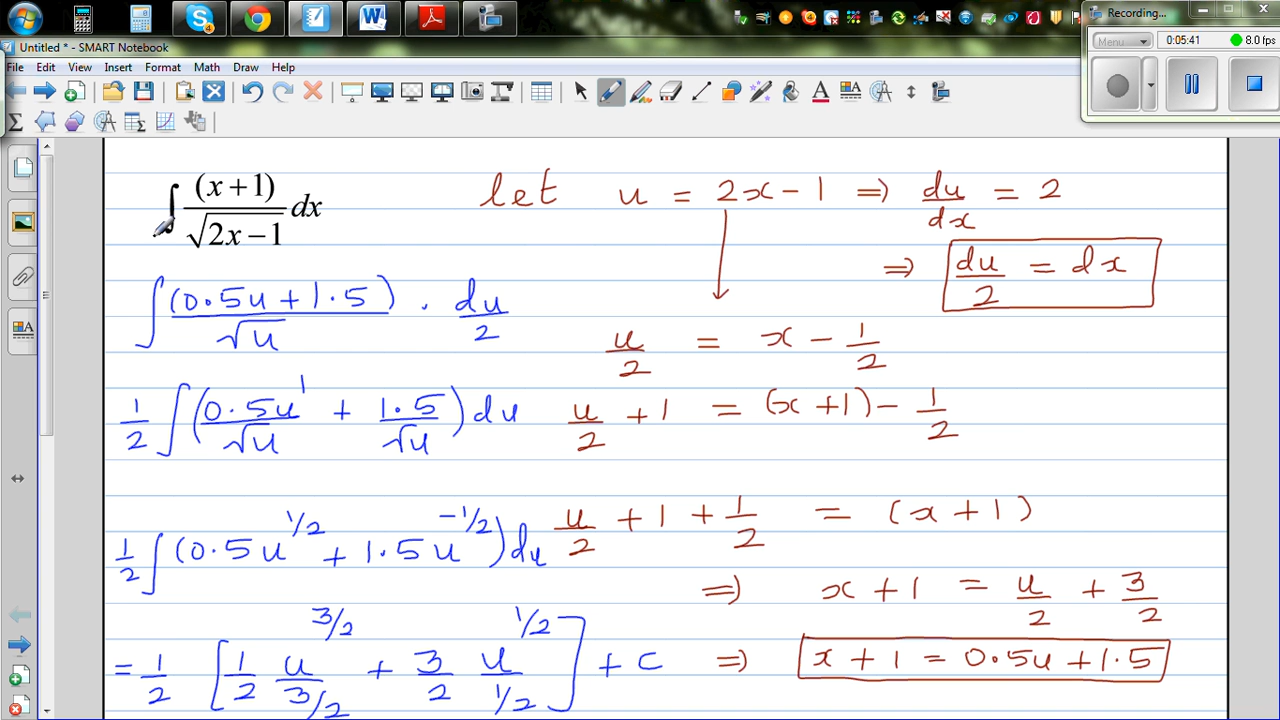 Recording...
Untitled * - SMART Notebook
Menu
0:05:41
8.0 fps
File Edit View Insert Format Math Draw Help
∫ (x+1)/√(2x−1) dx
let u = 2x − 1 ⇒ du/dx = 2
⇒ du/2 = dx
∫ (0.5u + 1.5)/√u · du/2
u/2 = x − 1/2
1/2 ∫ (0.5u^1/√u + 1.5/√u) du
u/2 + 1 = (x + 1) − 1/2
1/2 ∫ (0.5u^1/2 + 1.5u^−1/2) du
u/2 + 1 + 1/2 = (x + 1)
⇒ x + 1 = u/2 + 3/2
= 1/2 [1/2 u^3/2 / 3/2 + 3/2 u^1/2 / 1/2] + c
⇒ x + 1 = 0.5u + 1.5